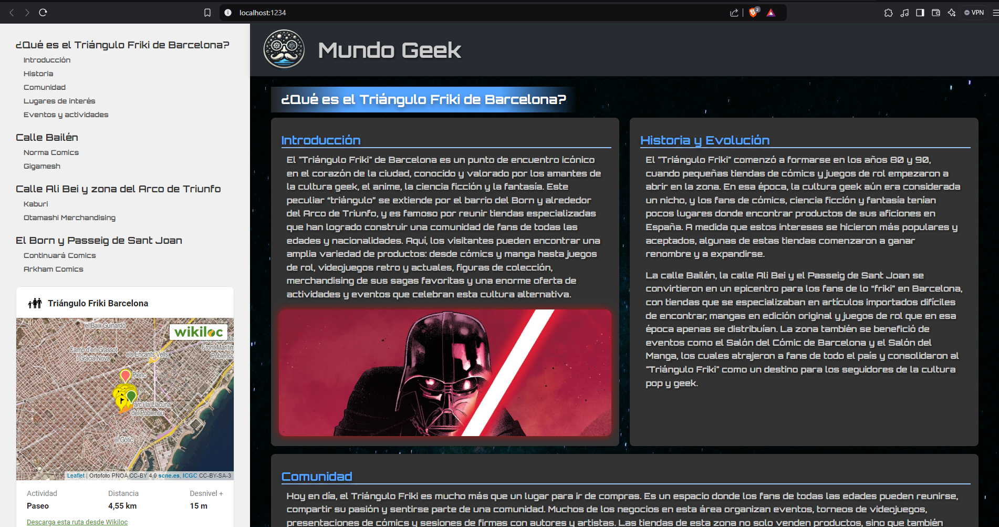 localhost:1234
2
VPN
¿Qué es el Triángulo Friki de Barcelona?
Introducción
Historia
Comunidad
Lugares de interés
Eventos y actividades
Calle Bailén
Norma Comics
Gigamesh
Calle Ali Bei y zona del Arco de Triunfo
Kaburi
Otamashi Merchandising
El Born y Passeig de Sant Joan
Continuará Comics
Arkham Comics
Triángulo Friki Barcelona
el Baix Guinardó
wikiloc
Camp d'en Grassot
i Gràcia Nova
els Encants Vells
Front Marítim
Poblenou
Pienc
Parc i la Llacuna
del Poblenou
el Gòtic
Leaflet | Ortofoto PNOA CC-BY 4.0 scne.es, ICGC CC-BY-SA-3
Actividad
Distancia
Desnivel +
Paseo
4,55 km
15 m
Descarga esta ruta desde Wikiloc
Mundo Geek
¿Qué es el Triángulo Friki de Barcelona?
Introducción
El "Triángulo Friki" de Barcelona es un punto de encuentro icónico
en el corazón de la ciudad, conocido y valorado por los amantes de
la cultura geek, el anime, la ciencia ficción y la fantasía. Este
peculiar “triángulo” se extiende por el barrio del Born y alrededor
del Arco de Triunfo, y es famoso por reunir tiendas especializadas
que han logrado construir una comunidad de fans de todas las
edades y nacionalidades. Aquí, los visitantes pueden encontrar una
amplia variedad de productos: desde cómics y manga hasta juegos
de rol, videojuegos retro y actuales, figuras de colección,
merchandising de sus sagas favoritas y una enorme oferta de
actividades y eventos que celebran esta cultura alternativa.
Historia y Evolución
El "Triángulo Friki" comenzó a formarse en los años 80 y 90,
cuando pequeñas tiendas de cómics y juegos de rol empezaron a
abrir en la zona. En esa época, la cultura geek aún era considerada
un nicho, y los fans de cómics, ciencia ficción y fantasía tenían
pocos lugares donde encontrar productos de sus aficiones en
España. A medida que estos intereses se hicieron más populares y
aceptados, algunas de estas tiendas comenzaron a ganar
renombre y a expandirse.
La calle Bailén, la calle Ali Bei y el Passeig de Sant Joan se
convirtieron en un epicentro para los fans de lo “friki” en Barcelona,
con tiendas que se especializaban en artículos importados difíciles
de encontrar, mangas en edición original y juegos de rol que en esa
época apenas se distribuían. La zona también se benefició de
eventos como el Salón del Cómic de Barcelona y el Salón del
Manga, los cuales atrajeron a fans de todo el país y consolidaron al
"Triángulo Friki" como un destino para los seguidores de la cultura
pop y geek.
Comunidad
Hoy en día, el Triángulo Friki es mucho más que un lugar para ir de compras. Es un espacio donde los fans de todas las edades pueden reunirse,
compartir su pasión y sentirse parte de una comunidad. Muchos de los negocios en esta área organizan eventos, torneos de videojuegos,
presentaciones de cómics y sesiones de firmas con autores y artistas. Las tiendas de esta zona no solo venden productos, sino que también